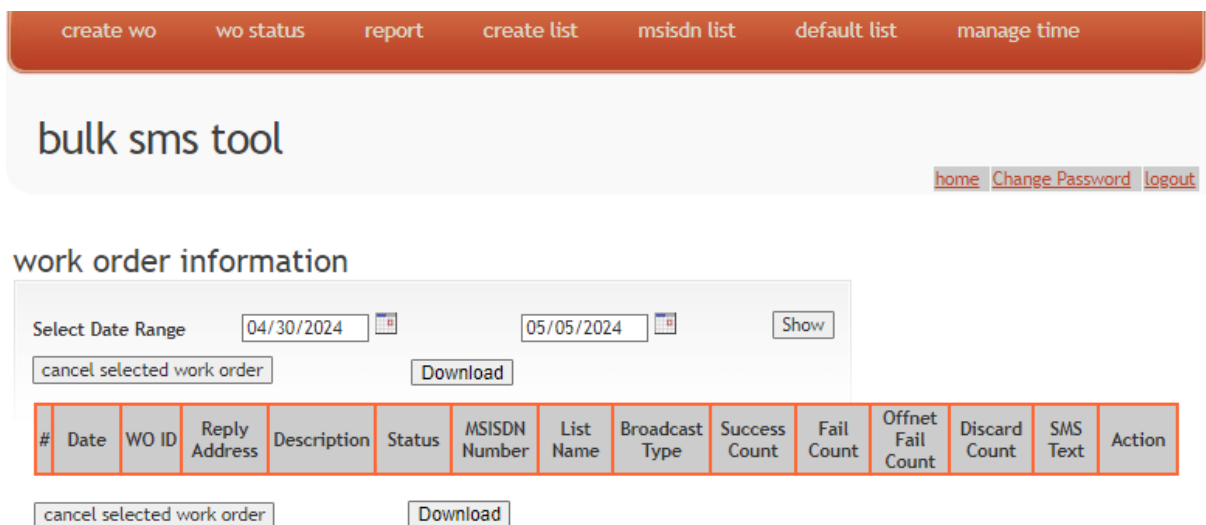 create wo wo status report create list msisdn list default list manage time
bulk sms tool
home Change Password logout
work order information
Select Date Range 04/30/2024 05/05/2024 Show
cancel selected work order Download
# Date WO ID Reply Address Description Status MSISDN Number List Name Broadcast Type Success Count Fail Count Offnet Fail Count Discard Count SMS Text Action
cancel selected work order Download